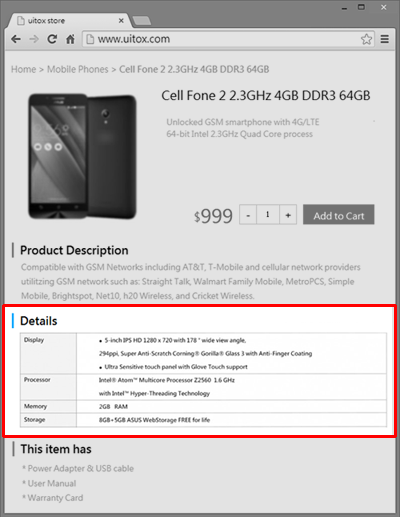 uitox store
www.uitox.com
Home > Mobile Phones > Cell Fone 2 2.3GHz 4GB DDR3 64GB
Cell Fone 2 2.3GHz 4GB DDR3 64GB
Unlocked GSM smartphone with 4G/LTE
64-bit Intel 2.3GHz Quad Core process
$999 - 1 + Add to Cart
Product Description
Compatible with GSM Networks including AT&T, T-Mobile and cellular network providers
utilitzing GSM network such as: Straight Talk, Walmart Family Mobile, MetroPCS, Simple
Mobile, Brightspot, Net10, h20 Wireless, and Cricket Wireless.
Details
Display • 5-inch IPS HD 1280 x 720 with 178 ° wide view angle,
294ppi, Super Anti-Scratch Corning® Gorilla® Glass 3 with Anti-Finger Coating
• Ultra Sensitive touch panel with Glove Touch support
Processor Intel® Atom™ Multicore Processor Z2560 1.6 GHz
with Intel™ Hyper-Threading Technology
Memory 2GB RAM
Storage 8GB+5GB ASUS WebStorage FREE for life
This item has
* Power Adapter & USB cable
* User Manual
* Warranty Card